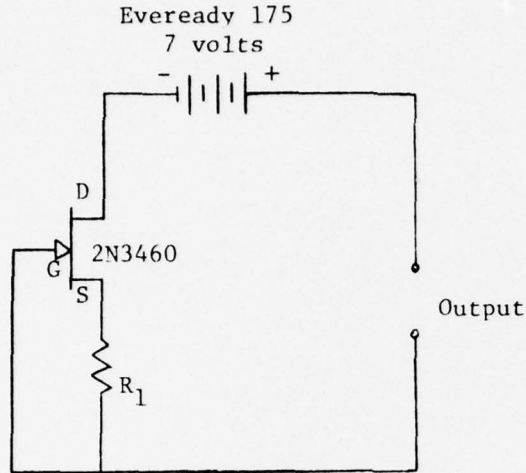 Eveready 175
7 volts
- +
D
2N3460
G
S
R1
Output